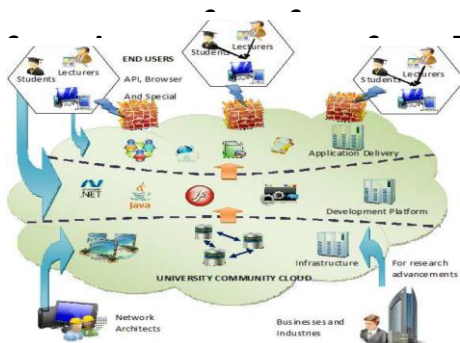 Students
Lecturers
END USERS
API, Browser
And Special
Students
Lecturers
Students
Lecturers
Application Delivery
.NET
Java
Development Platform
Infrastructure
UNIVERSITY COMMUNITY CLOUD
For research
advancements
Network
Architects
Businesses and
Industries